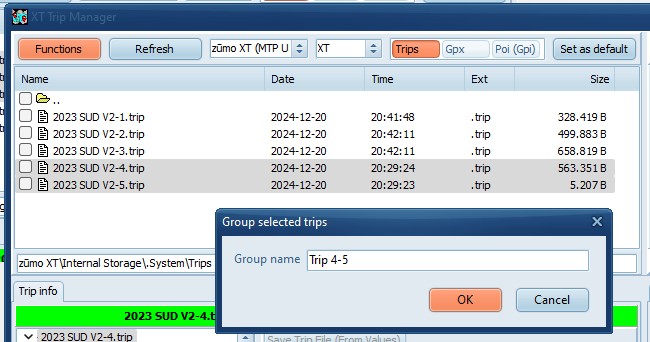 XT Trip Manager
Functions Refresh zūmo XT (MTP U XT Trips Gpx Poi (Gpi) Set as default
Name Date Time Ext Size
..
2023 SUD V2-1.trip 2024-12-20 20:41:48 .trip 328.419 B
2023 SUD V2-2.trip 2024-12-20 20:42:11 .trip 499.883 B
2023 SUD V2-3.trip 2024-12-20 20:42:11 .trip 658.819 B
2023 SUD V2-4.trip 2024-12-20 20:29:24 .trip 563.351 B
2023 SUD V2-5.trip 2024-12-20 20:29:23 .trip 5.207 B
Group selected trips
Group name Trip 4-5
OK Cancel
zūmo XT\Internal Storage\.System\Trips
Trip info
2023 SUD V2-4.t
2023 SUD V2-4.trip
Save Trip File (From Values)